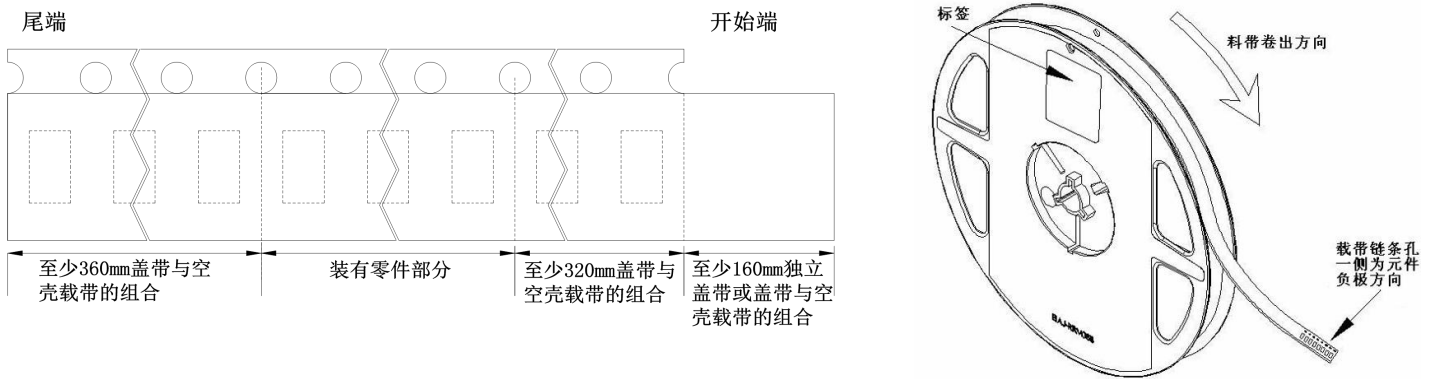 尾端
开始端
至少360mm盖带与空
壳载带的组合
装有零件部分
至少320mm盖带与
空壳载带的组合
至少160mm独立
盖带或盖带与空
壳载带的组合
标签
料带卷出方向
载带链条孔
一侧为元件
负极方向